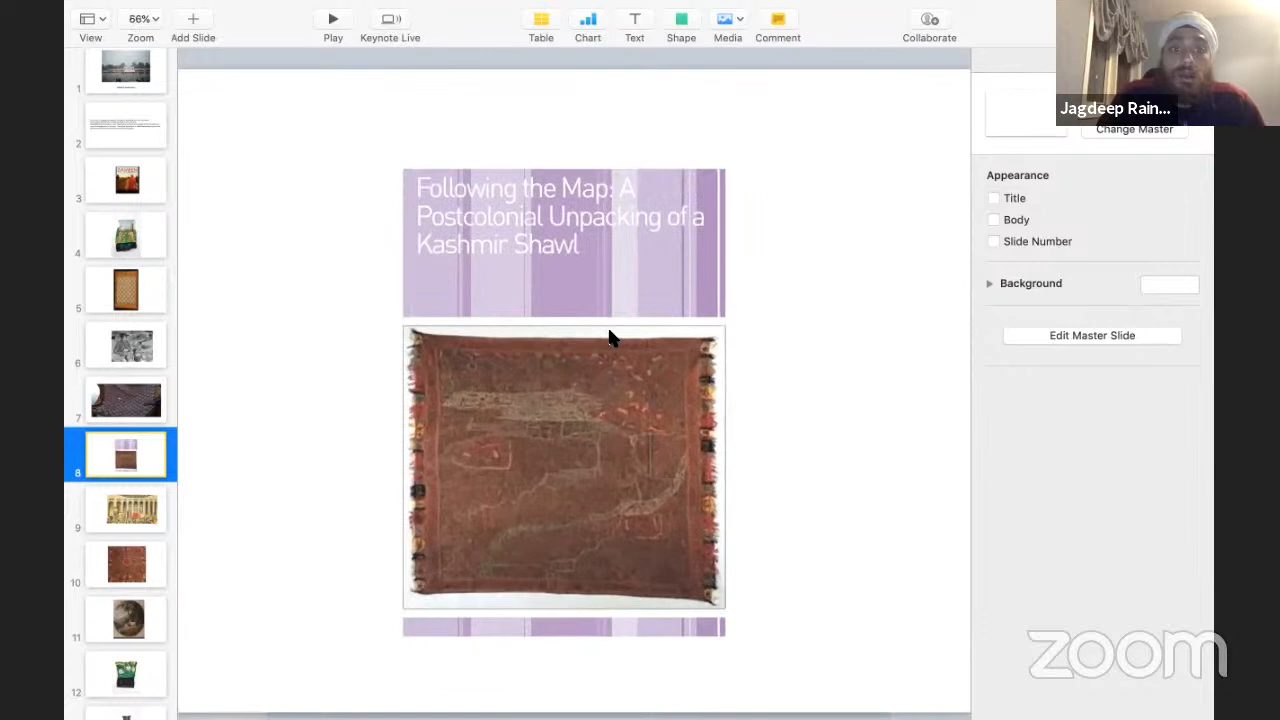 View
66%
Zoom
Add Slide
Play
Keynote Live
Table
Chart
Text
Shape
Media
Comment
Collaborate
Jagdeep Rain...
Change Master
Appearance
Title
Body
Slide Number
Background
Edit Master Slide
1
2
3
4
5
6
7
8
9
10
11
12
Following the Map: A
Postcolonial Unpacking of a
Kashmir Shawl
zoom